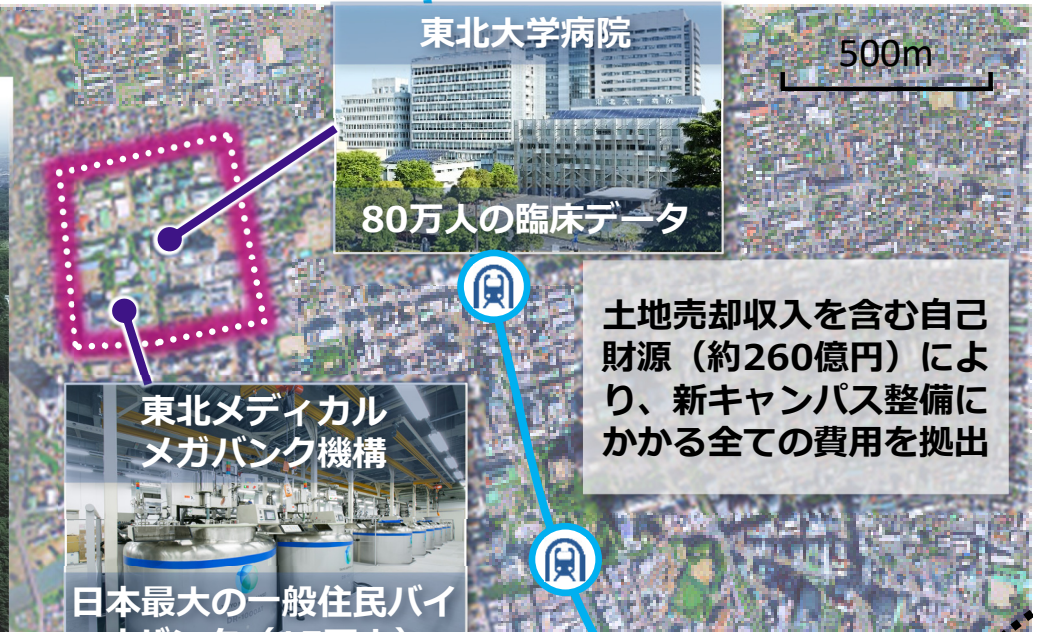 東北大学病院
500m
80万人の臨床データ
土地売却収入を含む自己
財源（約260億円）によ
り、新キャンパス整備に
かかる全ての費用を拠出
東北メディカル
メガバンク機構
日本最大の一般住民バイ